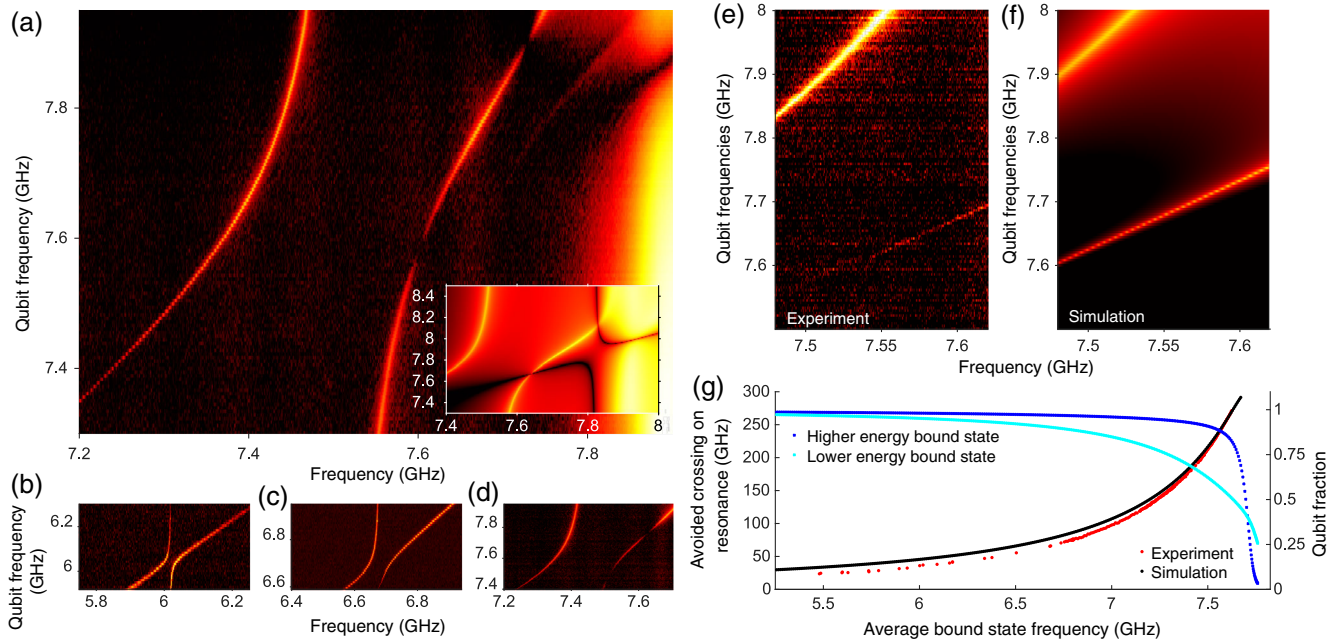 (a)
Qubit frequency (GHz)
7.8
7.6
7.4
7.2 7.4 7.6 7.8
Frequency (GHz)
8.4
8.2
8.0
7.8
7.6
7.4
7.4 7.6 7.8 8
(b) (c) (d)
Qubit frequency
(GHz)
6.2
6
5.8 6 6.2
6.8
6.6
6.4 6.6 6.8
7.8
7.6
7.4
7.2 7.4 7.6
Frequency (GHz)
(e) (f)
Qubit frequencies (GHz)
8
7.9
7.8
7.7
7.6
Experiment
7.5 7.55 7.6
Qubit frequencies (GHz)
8
7.9
7.8
7.7
7.6
Simulation
7.5 7.55 7.6
Frequency (GHz)
(g)
Avoided crossing on
resonance (GHz)
300
250
200
150
100
50
0
Higher energy bound state
Lower energy bound state
Experiment
Simulation
1
0.75
0.5
0.25
0
Qubit fraction
5.5 6 6.5 7 7.5
Average bound state frequency (GHz)